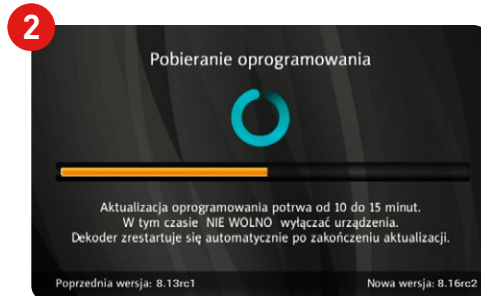 2
Pobieranie oprogramowania
Aktualizacja oprogramowania potrwa od 10 do 15 minut.
W tym czasie NIE WOLNO wyłączać urządzenia.
Dekoder zrestartuje się automatycznie po zakończeniu aktualizacji.
Poprzednia wersja: 8.13rc1 Nowa wersja: 8.16rc2